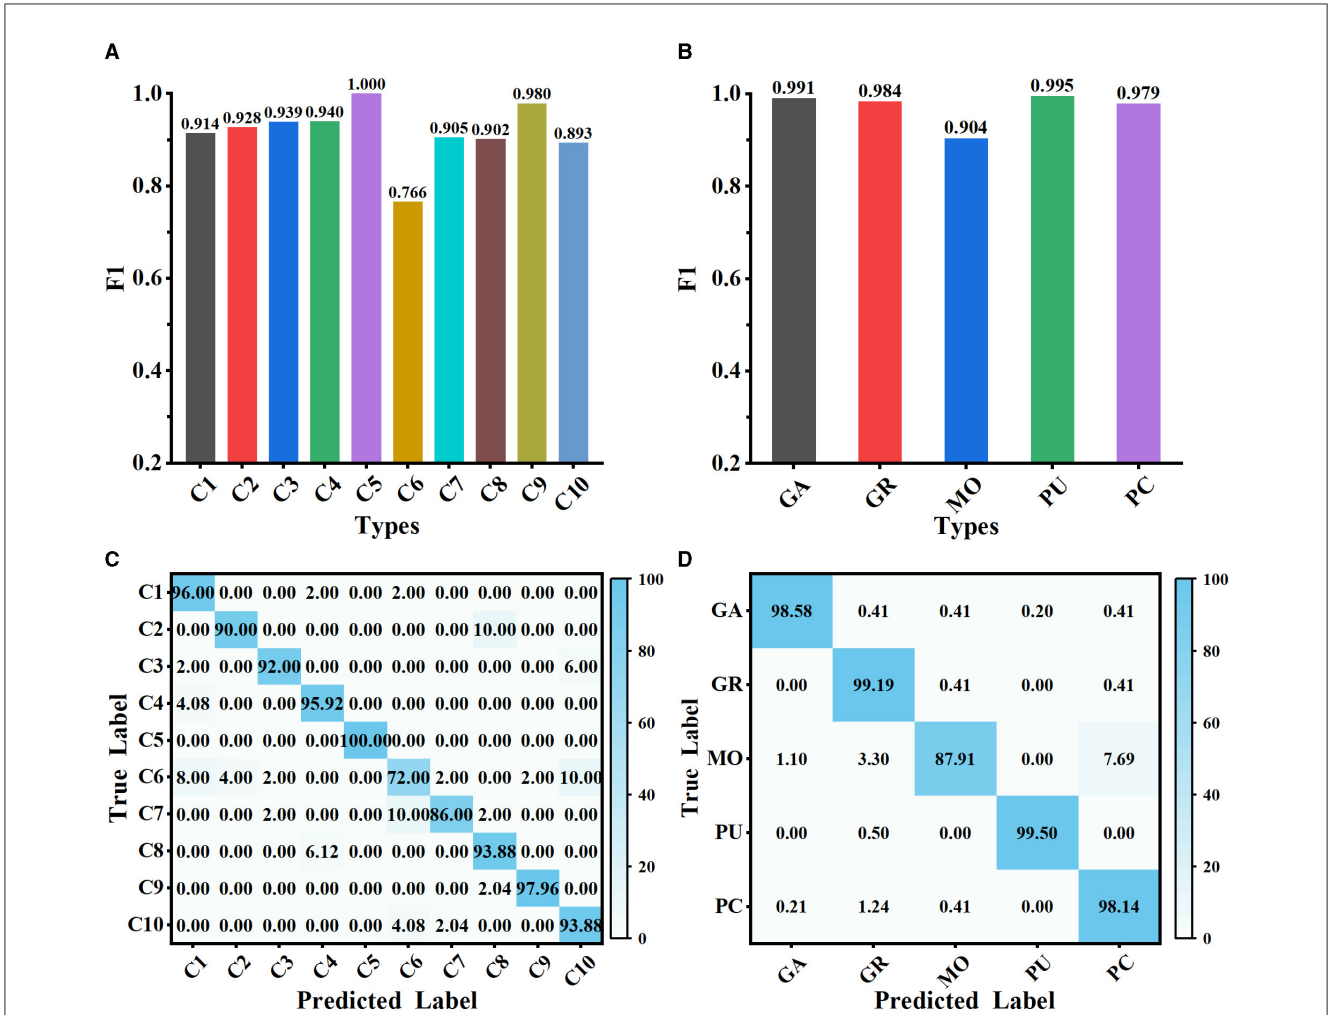 A
1.0
0.8
0.6
0.4
0.2
F1
0.914
0.928
0.939
0.940
1.000
0.766
0.905
0.902
0.980
0.893
C1
C2
C3
C4
C5
C6
C7
C8
C9
C10
Types
B
1.0
0.8
0.6
0.4
0.2
F1
0.991
0.984
0.904
0.995
0.979
GA
GR
MO
PU
PC
Types
C
True Label
C1 96.00 0.00 0.00 2.00 0.00 2.00 0.00 0.00 0.00 0.00
C2 0.00 90.00 0.00 0.00 0.00 0.00 0.00 10.00 0.00 0.00
C3 2.00 0.00 92.00 0.00 0.00 0.00 0.00 0.00 0.00 6.00
C4 4.08 0.00 0.00 95.92 0.00 0.00 0.00 0.00 0.00 0.00
C5 0.00 0.00 0.00 0.00 100.00 0.00 0.00 0.00 0.00 0.00
C6 8.00 4.00 2.00 0.00 0.00 72.00 2.00 0.00 2.00 10.00
C7 0.00 0.00 2.00 0.00 0.00 10.00 86.00 2.00 0.00 0.00
C8 0.00 0.00 0.00 6.12 0.00 0.00 0.00 93.88 0.00 0.00
C9 0.00 0.00 0.00 0.00 0.00 0.00 0.00 2.04 97.96 0.00
C10 0.00 0.00 0.00 0.00 0.00 4.08 2.04 0.00 0.00 93.88
C1
C2
C3
C4
C5
C6
C7
C8
C9
C10
Predicted Label
100
80
60
40
20
0
D
True Label
GA 98.58 0.41 0.41 0.20 0.41
GR 0.00 99.19 0.41 0.00 0.41
MO 1.10 3.30 87.91 0.00 7.69
PU 0.00 0.50 0.00 99.50 0.00
PC 0.21 1.24 0.41 0.00 98.14
GA
GR
MO
PU
PC
Predicted Label
100
80
60
40
20
0